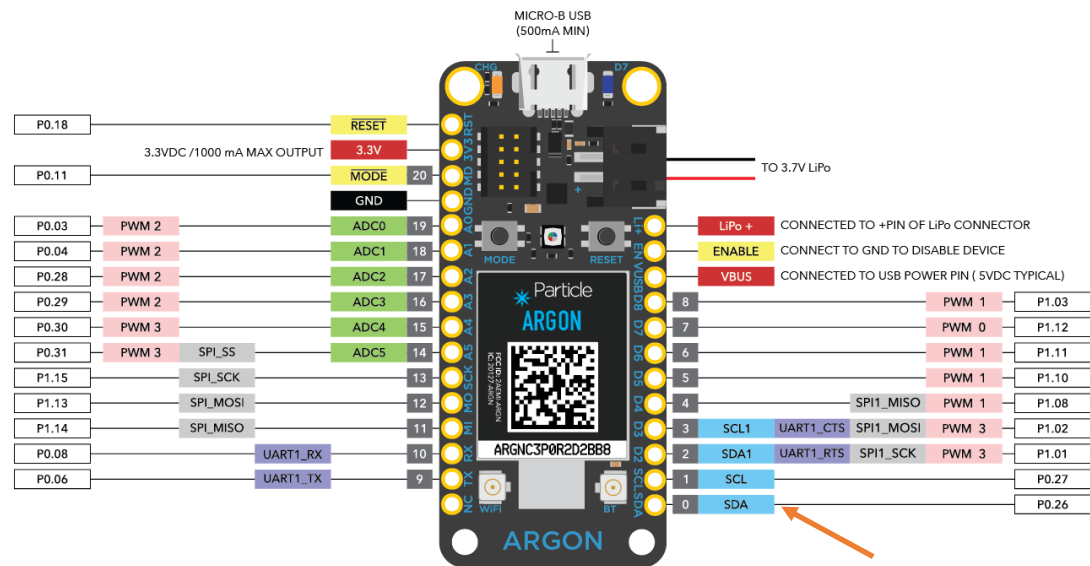 MICRO-B USB
(500mA MIN)
CHG
D7
P0.18 RESET RST
3.3VDC /1000 mA MAX OUTPUT 3.3V 3V3
P0.11 MODE 20 MD
GND GND
TO 3.7V LiPo
+
P0.03 PWM 2 ADC0 19 A0
P0.04 PWM 2 ADC1 18 A1
P0.28 PWM 2 ADC2 17 A2
P0.29 PWM 2 ADC3 16 A3
P0.30 PWM 3 ADC4 15 A4
P0.31 PWM 3 SPI_SS ADC5 14 A5
P1.15 SPI_SCK 13 SCK
P1.13 SPI_MOSI 12 MO
P1.14 SPI_MISO 11 MI
P0.08 UART1_RX 10 RX
P0.06 UART1_TX 9 TX
NC
MODE
RESET
Particle
ARGON
FCC ID: 2AEMI-ARGN
IC: 20127-ARGN
ARGNC3P0R2D2BB8
WiFi
BT
ARGON
LI+ LiPo + CONNECTED TO +PIN OF LiPo CONNECTOR
EN ENABLE CONNECT TO GND TO DISABLE DEVICE
VUSB VBUS CONNECTED TO USB POWER PIN ( 5VDC TYPICAL)
D8 8 PWM 1 P1.03
D7 7 PWM 0 P1.12
D6 6 PWM 1 P1.11
D5 5 PWM 1 P1.10
D4 4 SPI1_MISO PWM 1 P1.08
D3 3 SCL1 UART1_CTS SPI1_MOSI PWM 3 P1.02
D2 2 SDA1 UART1_RTS SPI1_SCK PWM 3 P1.01
SCL 1 SCL P0.27
SDA 0 SDA P0.26